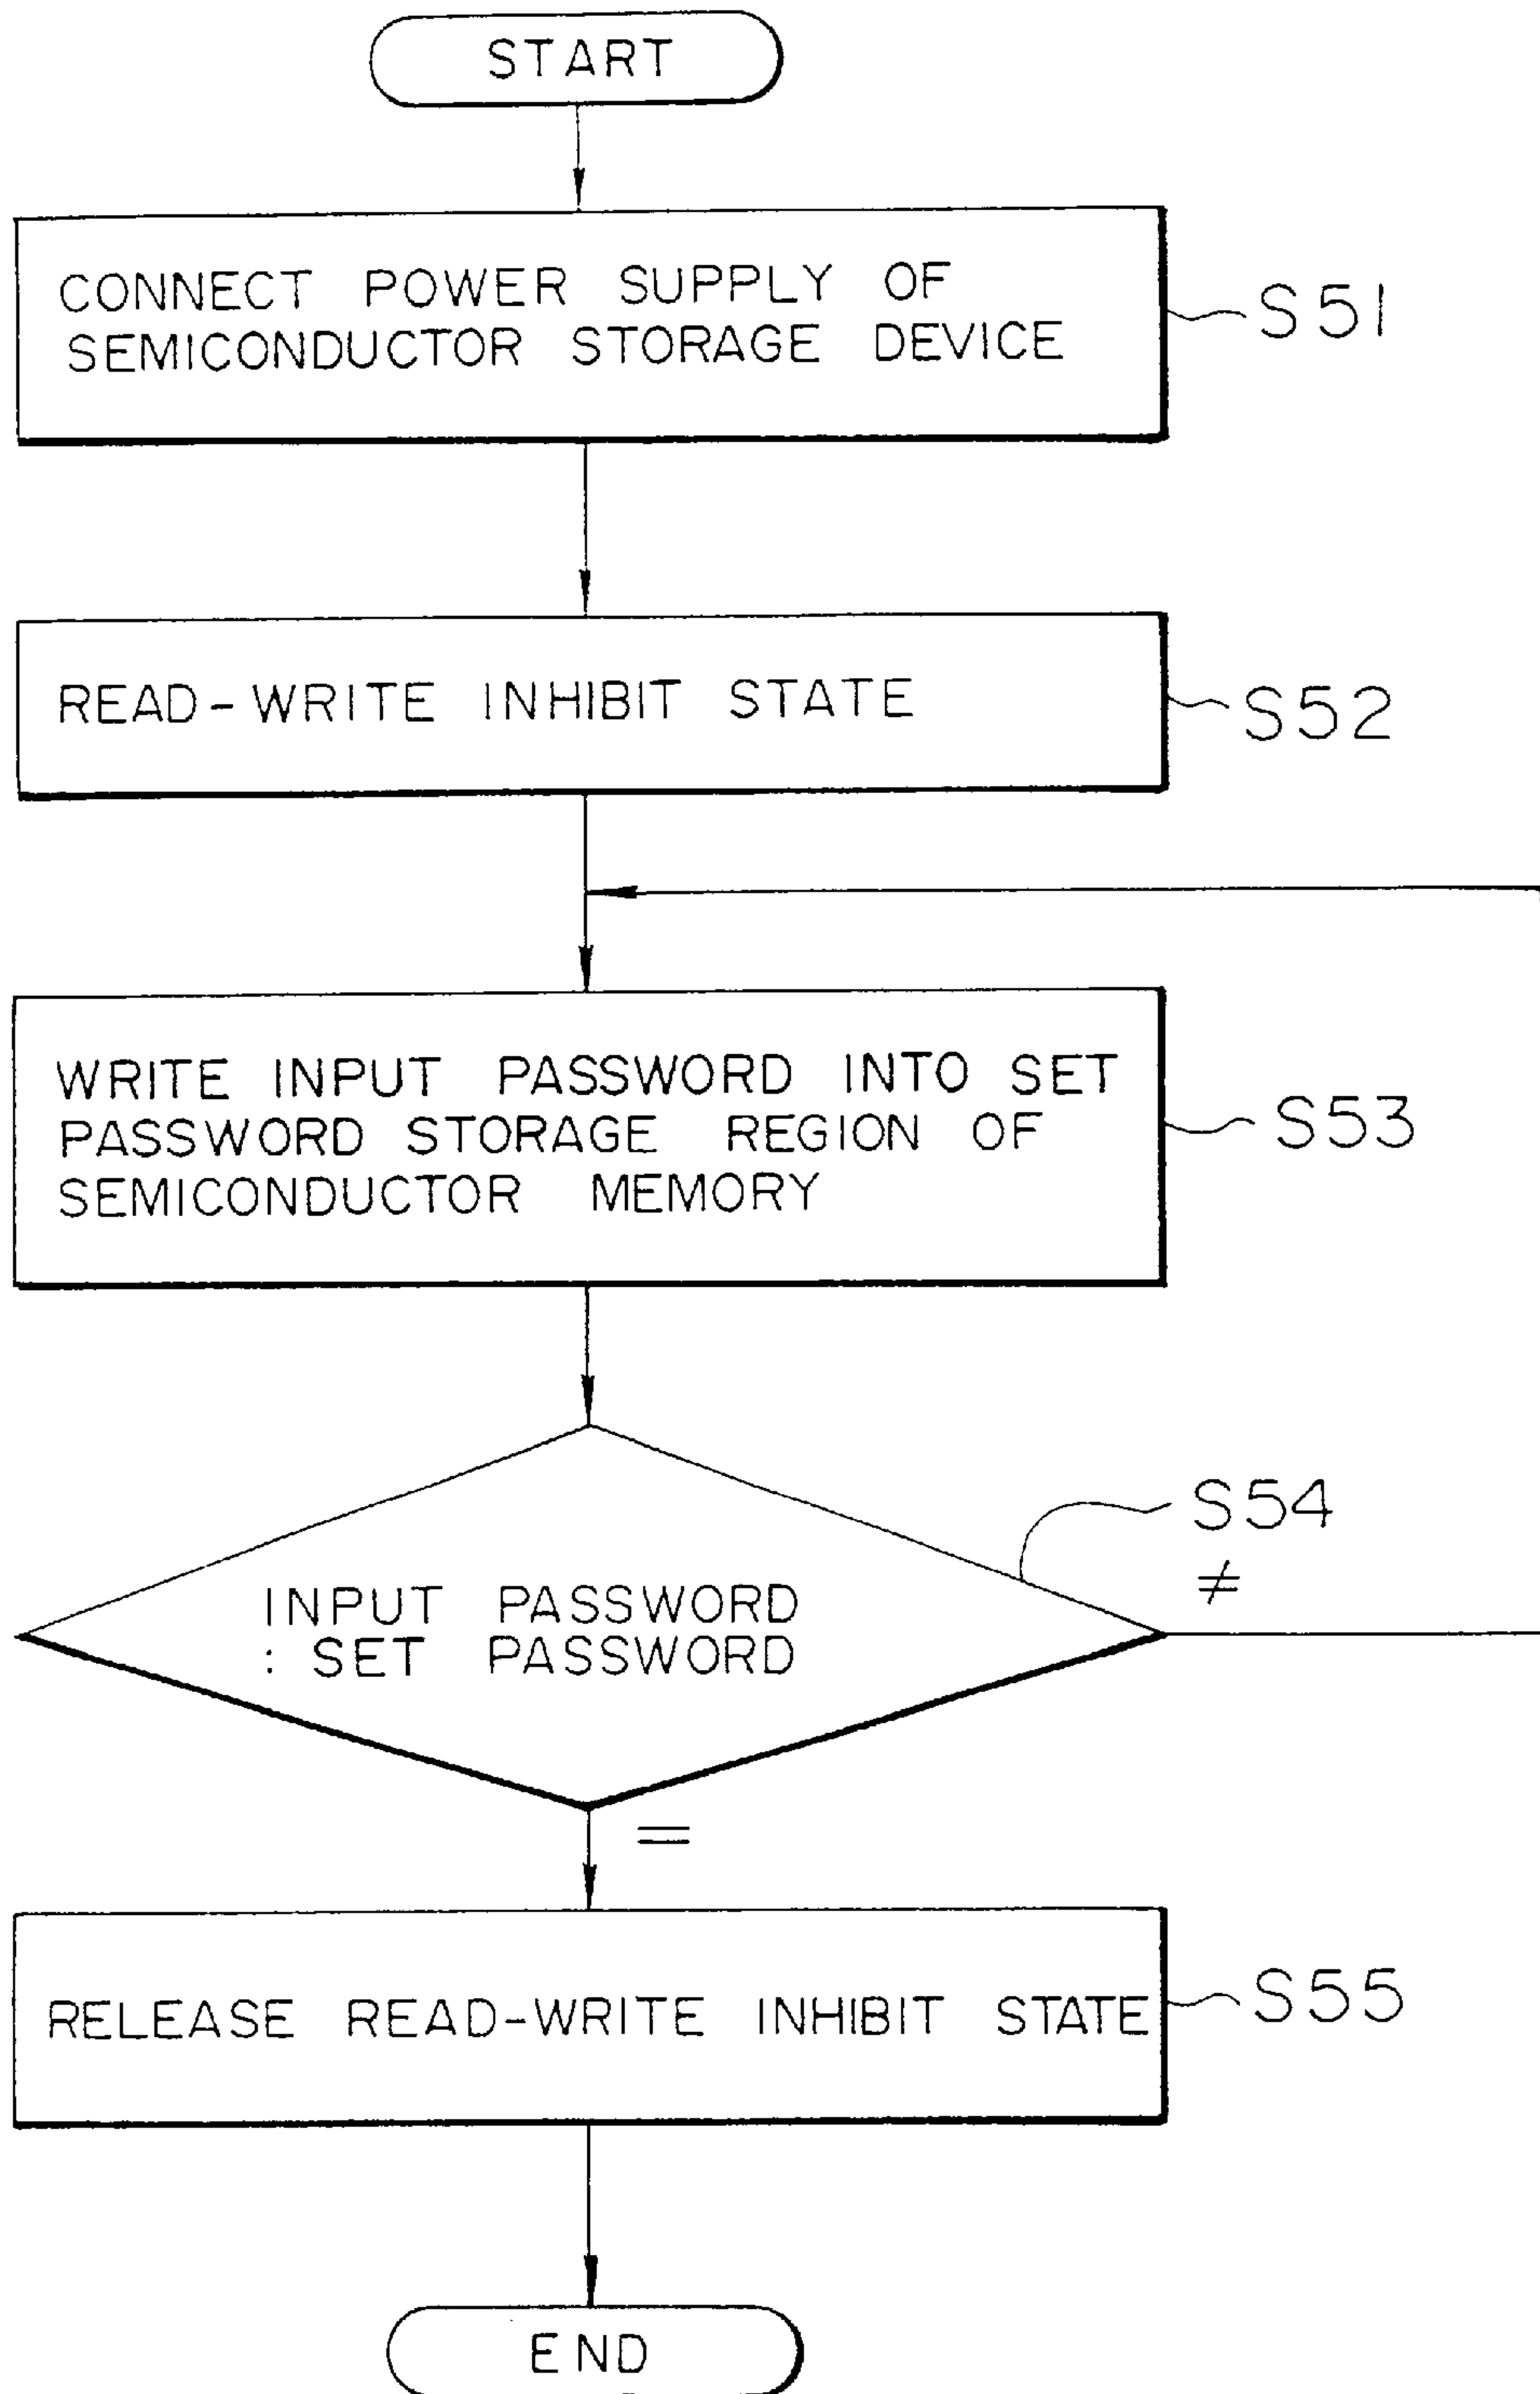 START
CONNECT POWER SUPPLY OF
SEMICONDUCTOR STORAGE DEVICE
S51
READ-WRITE INHIBIT STATE
S52
WRITE INPUT PASSWORD INTO SET
PASSWORD STORAGE REGION OF
SEMICONDUCTOR MEMORY
S53
S54
≠
INPUT PASSWORD
: SET PASSWORD
=
RELEASE READ-WRITE INHIBIT STATE
S55
END